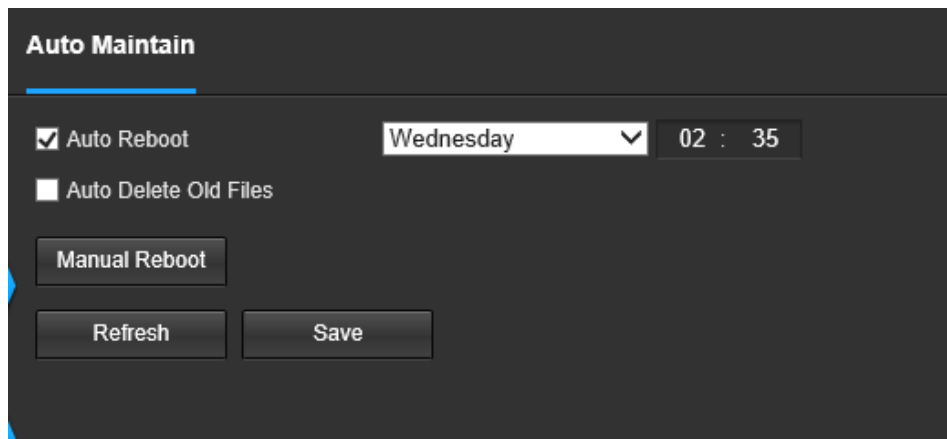 Auto Maintain
Auto Reboot Wednesday 02 : 35
Auto Delete Old Files
Manual Reboot
Refresh Save